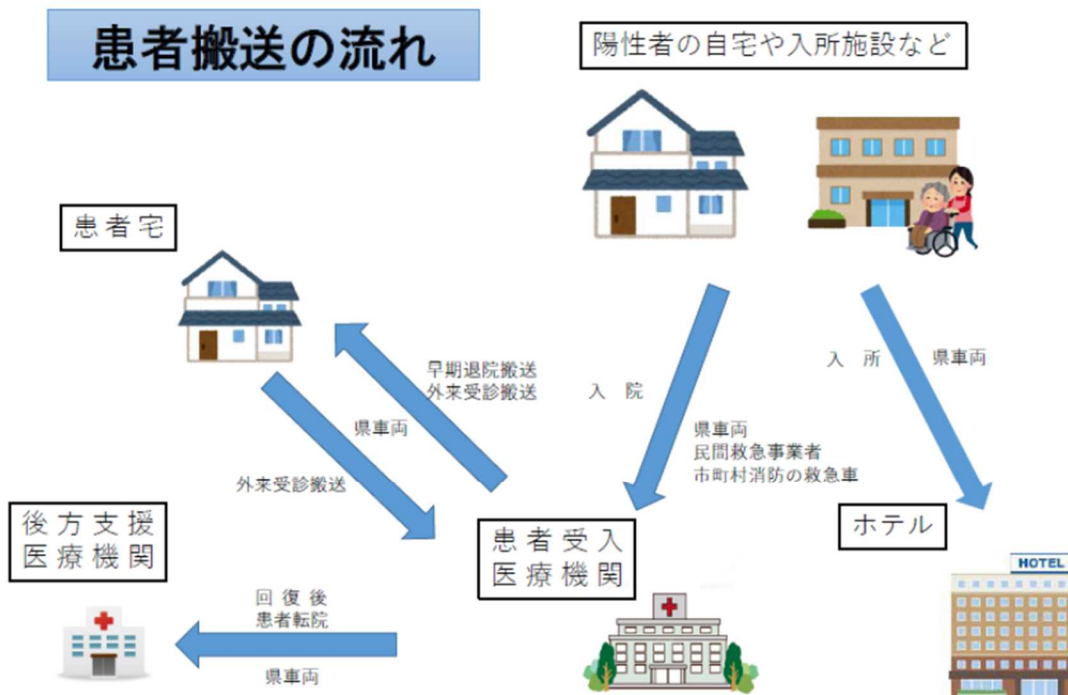 患者搬送の流れ
陽性者の自宅や入所施設など
患者宅
早期退院搬送
外来受診搬送
県車両
外来受診搬送
入 院
県車両
民間救急事業者
市町村消防の救急車
入 所
県車両
後方支援
医療機関
回復後
患者転院
県車両
患者受入
医療機関
ホテル
HOTEL